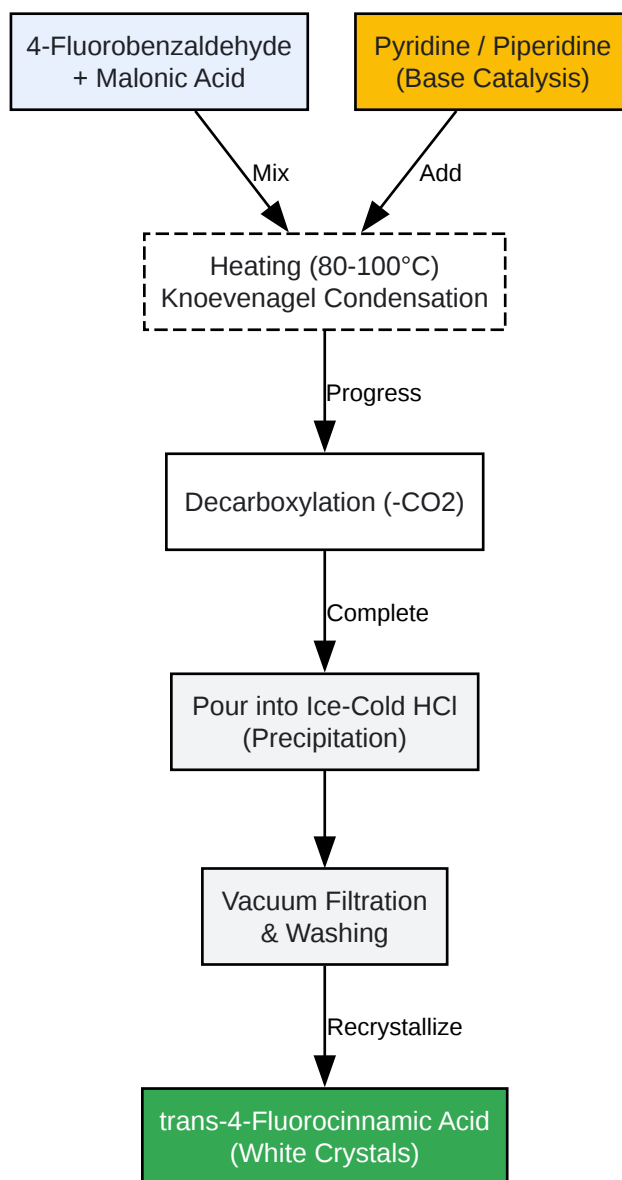 4-Fluorobenzaldehyde
+ Malonic Acid
Pyridine / Piperidine
(Base Catalysis)
Mix
Add
Heating (80-100°C)
Knoevenagel Condensation
Progress
Decarboxylation (-CO2)
Complete
Pour into Ice-Cold HCl
(Precipitation)
Vacuum Filtration
& Washing
Recrystallize
trans-4-Fluorocinnamic Acid
(White Crystals)